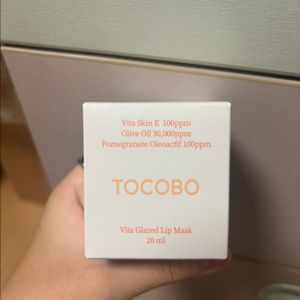 Vita Skin E 100ppm
Olive Oil 30,000ppm
Pomegranate Oleoactif 100ppm
TOCOBO
Vita Glazed Lip Mask
20 ml